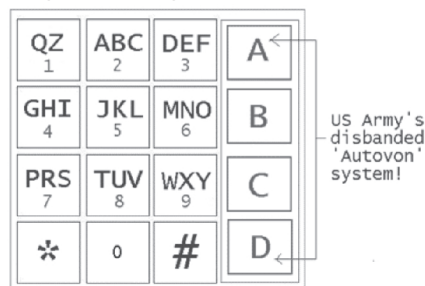 QZ ABC DEF A
1 2 3
GHI JKL MNO B
4 5 6
PRS TUV WXY C
7 8 9
* 0 # D
US Army's
disbanded
'Autovon'
system!